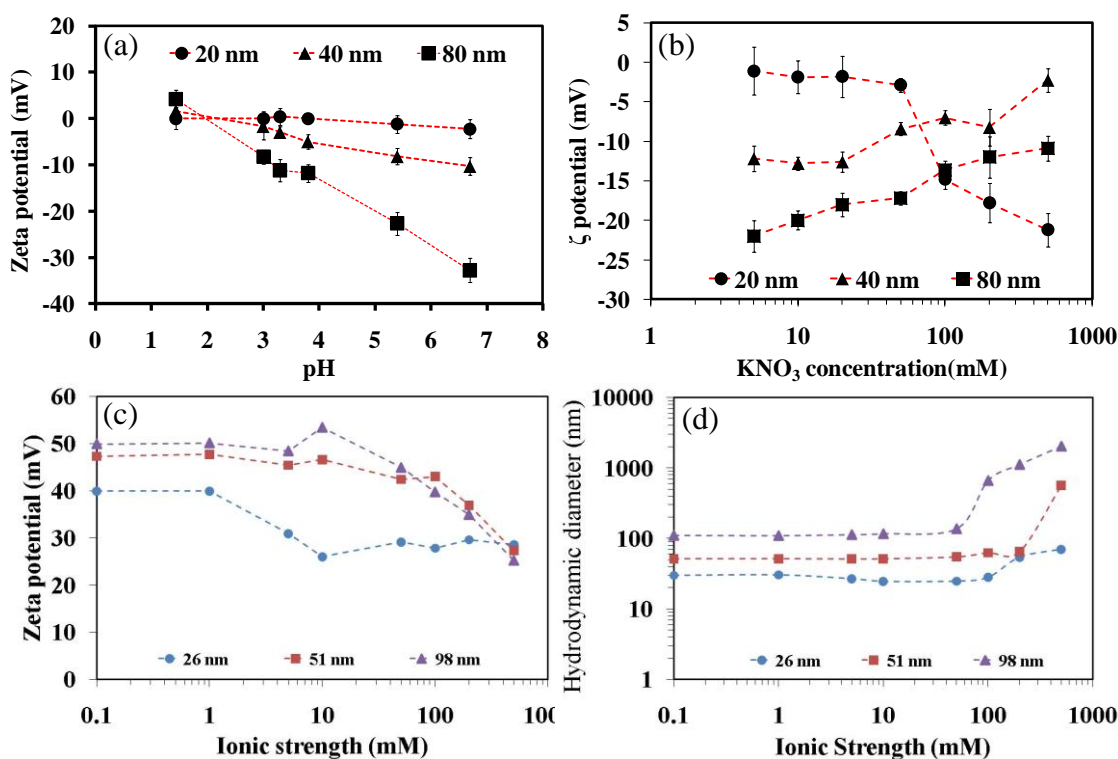 (a)
20 nm 40 nm 80 nm
Zeta potential (mV)
20
10
0
-10
-20
-30
-40
0 1 2 3 4 5 6 7 8
pH
(b)
ζ potential (mV)
5
0
-5
-10
-15
-20
-25
-30
20 nm 40 nm 80 nm
1 10 100 1000
KNO3 concentration(mM)
(c)
Zeta potential (mV)
60
50
40
30
20
10
0
26 nm 51 nm 98 nm
0.1 1 10 100
Ionic strength (mM)
(d)
Hydrodynamic diameter (nm)
10000
1000
100
10
1
26 nm 51 nm 98 nm
0.1 1 10 100 1000
Ionic Strength (mM)